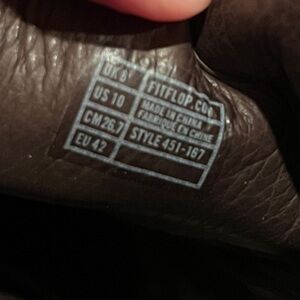 UK 8
FITFLOP.COM
US 10
MADE IN CHINA
FABRIQUE EN CHINE
CM 26.7
STYLE 451-167
EU 42